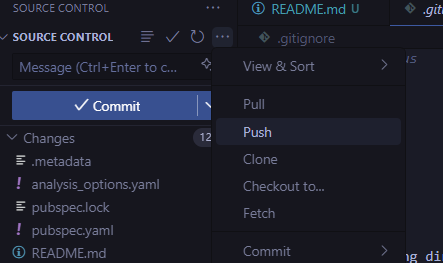 SOURCE CONTROL
README.md U
SOURCE CONTROL
.gitignore
Message (Ctrl+Enter to c...
View & Sort
Commit
Pull
Changes
12
Push
.metadata
Clone
analysis_options.yaml
Checkout to...
pubspec.lock
Fetch
pubspec.yaml
README.md
Commit